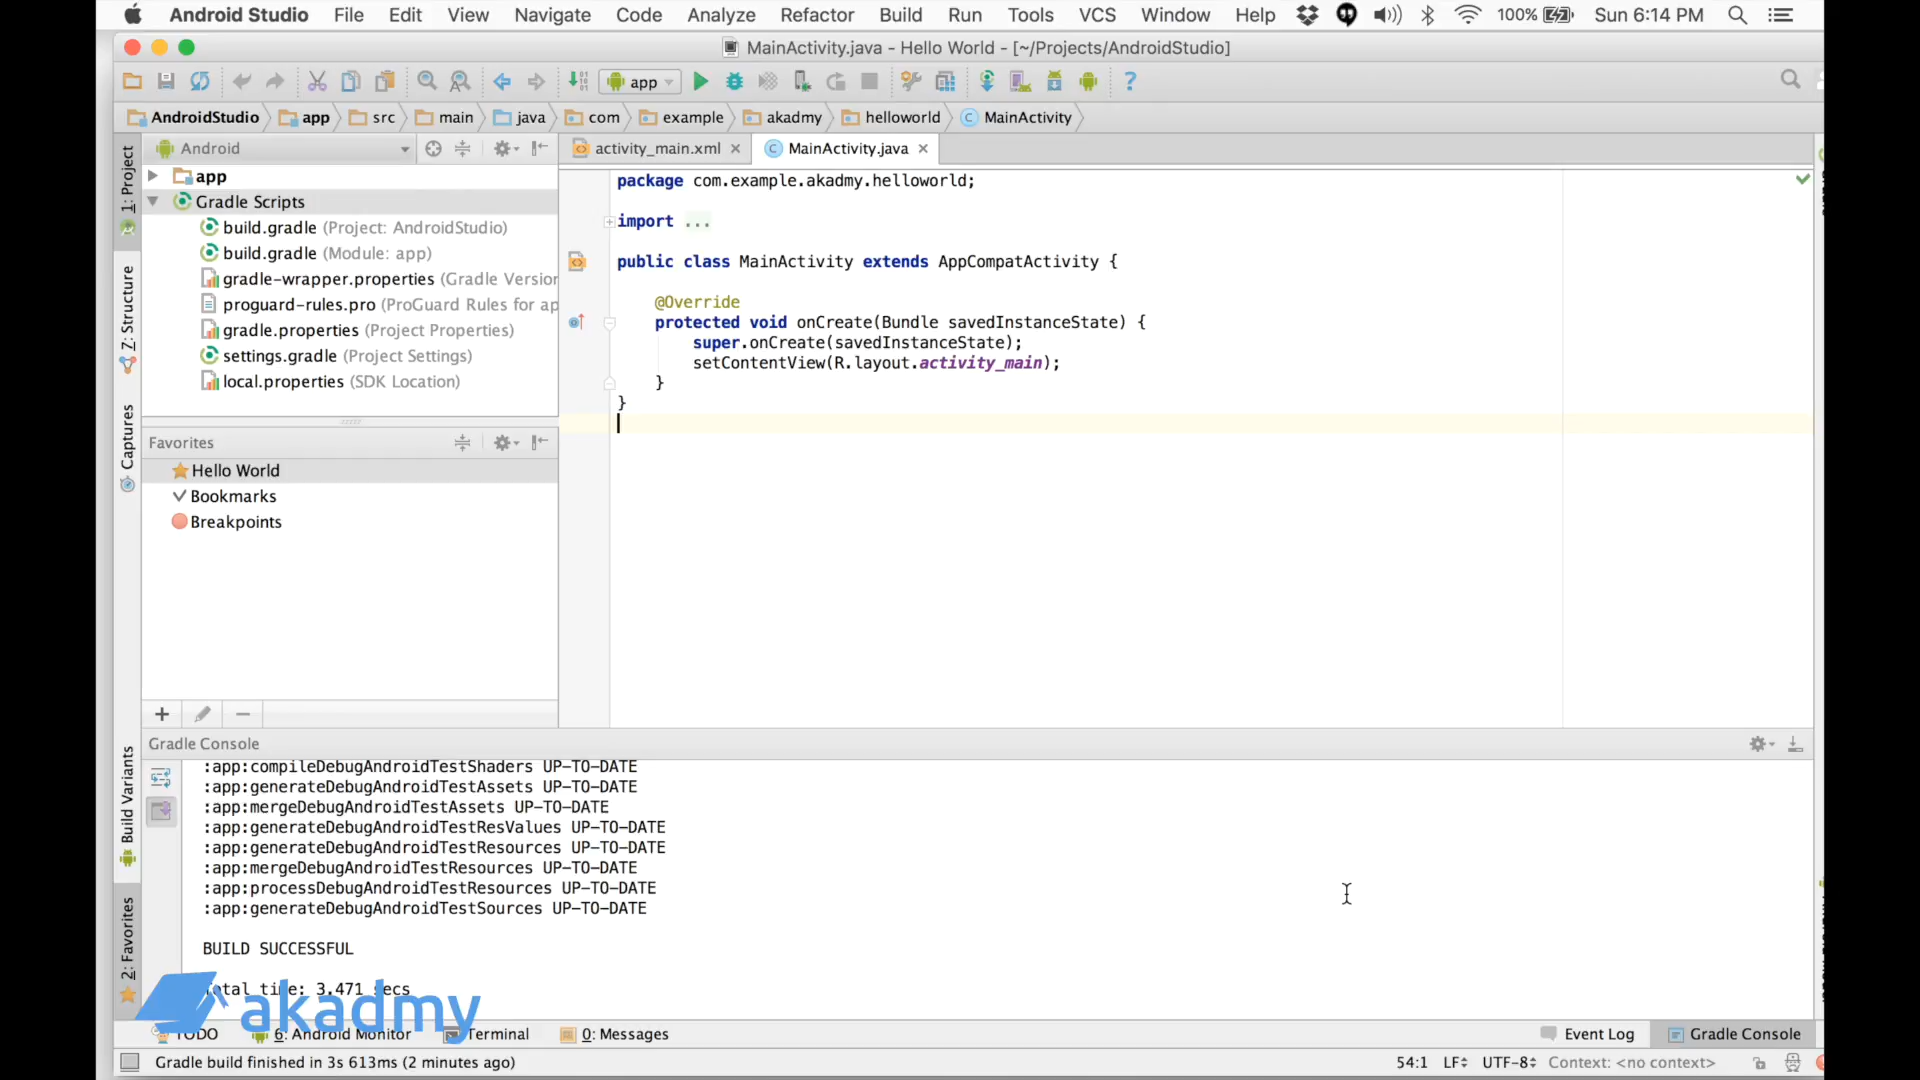 Android Studio File Edit View Navigate Code Analyze Refactor Build Run Tools VCS Window Help 100% Sun 6:14 PM
MainActivity.java - Hello World - [~/Projects/AndroidStudio]
app ?
AndroidStudio app src main java com example akadmy helloworld MainActivity
1: Project
Android
activity_main.xml MainActivity.java
app
Gradle Scripts
build.gradle (Project: AndroidStudio)
build.gradle (Module: app)
gradle-wrapper.properties (Gradle Version
proguard-rules.pro (ProGuard Rules for ap
gradle.properties (Project Properties)
settings.gradle (Project Settings)
local.properties (SDK Location)
package com.example.akadmy.helloworld;
import ...
public class MainActivity extends AppCompatActivity {
@Override
protected void onCreate(Bundle savedInstanceState) {
super.onCreate(savedInstanceState);
setContentView(R.layout.activity_main);
}
}
7: Structure
Captures
Favorites
Hello World
Bookmarks
Breakpoints
Build Variants
2: Favorites
Gradle Console
:app:compileDebugAndroidTestShaders UP-TO-DATE
:app:generateDebugAndroidTestAssets UP-TO-DATE
:app:mergeDebugAndroidTestAssets UP-TO-DATE
:app:generateDebugAndroidTestResValues UP-TO-DATE
:app:generateDebugAndroidTestResources UP-TO-DATE
:app:mergeDebugAndroidTestResources UP-TO-DATE
:app:processDebugAndroidTestResources UP-TO-DATE
:app:generateDebugAndroidTestSources UP-TO-DATE
BUILD SUCCESSFUL
Total time: 3.471 secs
akadmy
TODO 6: Android Monitor Terminal 0: Messages Event Log Gradle Console
Gradle build finished in 3s 613ms (2 minutes ago) 54:1 LF UTF-8 Context: <no context>